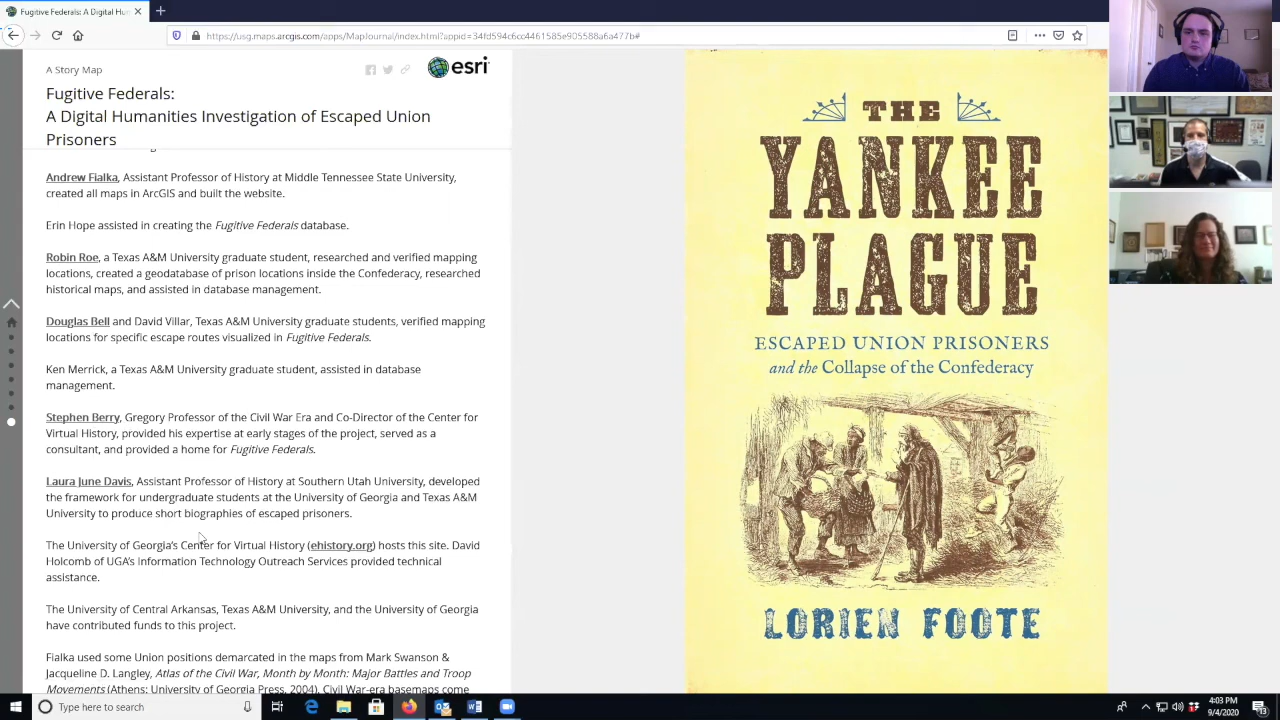 Fugitive Federals: A Digital Hum
https://usg.maps.arcgis.com/apps/MapJournal/index.html?appid=34fd594c6cc4461585e905588a6a477b#
A Story Map
esri
Fugitive Federals:
A Digital Humanities Investigation of Escaped Union
Prisoners
Andrew Fialka, Assistant Professor of History at Middle Tennessee State University,
created all maps in ArcGIS and built the website.
Erin Hope assisted in creating the Fugitive Federals database.
Robin Roe, a Texas A&M University graduate student, researched and verified mapping
locations, created a geodatabase of prison locations inside the Confederacy, researched
historical maps, and assisted in database management.
Douglas Bell and David Villar, Texas A&M University graduate students, verified mapping
locations for specific escape routes visualized in Fugitive Federals.
Ken Merrick, a Texas A&M University graduate student, assisted in database
management.
Stephen Berry, Gregory Professor of the Civil War Era and Co-Director of the Center for
Virtual History, provided his expertise at early stages of the project, served as a
consultant, and provided a home for Fugitive Federals.
Laura June Davis, Assistant Professor of History at Southern Utah University, developed
the framework for undergraduate students at the University of Georgia and Texas A&M
University to produce short biographies of escaped prisoners.
The University of Georgia's Center for Virtual History (ehistory.org) hosts this site. David
Holcomb of UGA's Information Technology Outreach Services provided technical
assistance.
The University of Central Arkansas, Texas A&M University, and the University of Georgia
have contributed funds to this project.
Fialka used some Union positions demarcated in the maps from Mark Swanson &
Jacqueline D. Langley, Atlas of the Civil War, Month by Month: Major Battles and Troop
Movements (Athens: University of Georgia Press, 2004). Civil War-era basemaps come
THE
YANKEE
PLAGUE
ESCAPED UNION PRISONERS
and the Collapse of the Confederacy
LORIEN FOOTE
Type here to search
4:03 PM
9/4/2020
13